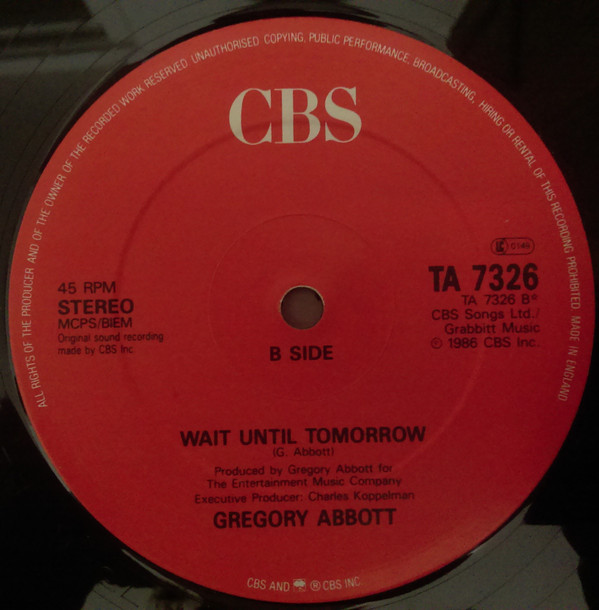 ALL RIGHTS OF THE PRODUCER AND OF THE OWNER OF THE RECORDED WORK RESERVED UNAUTHORISED COPYING, PUBLIC PERFORMANCE, BROADCASTING, HIRING OR RENTAL OF THIS RECORDING PROHIBITED MADE IN ENGLAND
CBS
45 RPM
STEREO
MCPS/BIEM
Original sound recording
made by CBS Inc.
LC 0149
TA 7326
TA 7326 B°
CBS Songs Ltd./
Grabbitt Music
℗ 1986 CBS Inc.
B SIDE
WAIT UNTIL TOMORROW
(G. Abbott)
Produced by Gregory Abbott for
The Entertainment Music Company
Executive Producer: Charles Koppelman
GREGORY ABBOTT
CBS AND ® CBS INC.